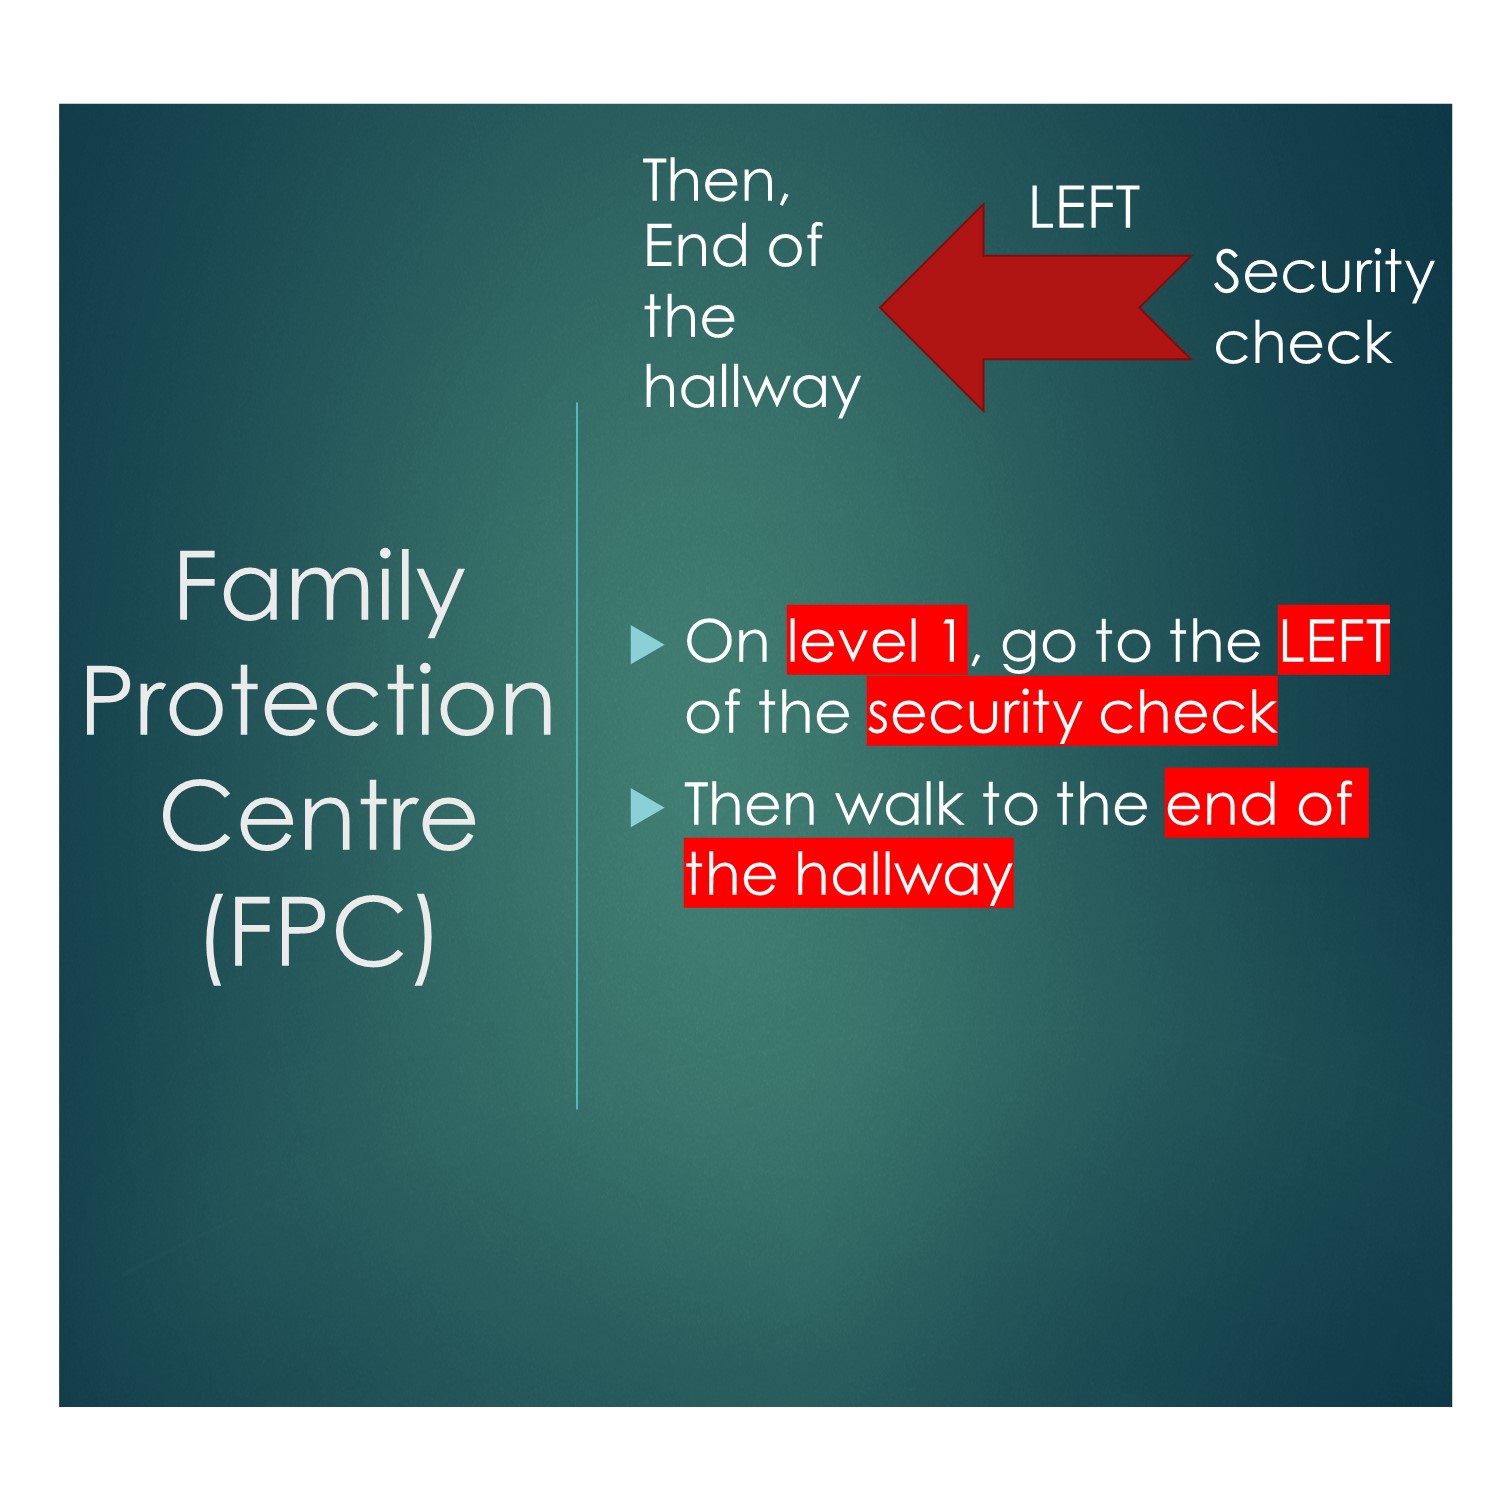 Then,
End of
the
hallway
LEFT
Security
check
Family
Protection
Centre
(FPC)
On level 1, go to the LEFT
of the security check
Then walk to the end of
the hallway